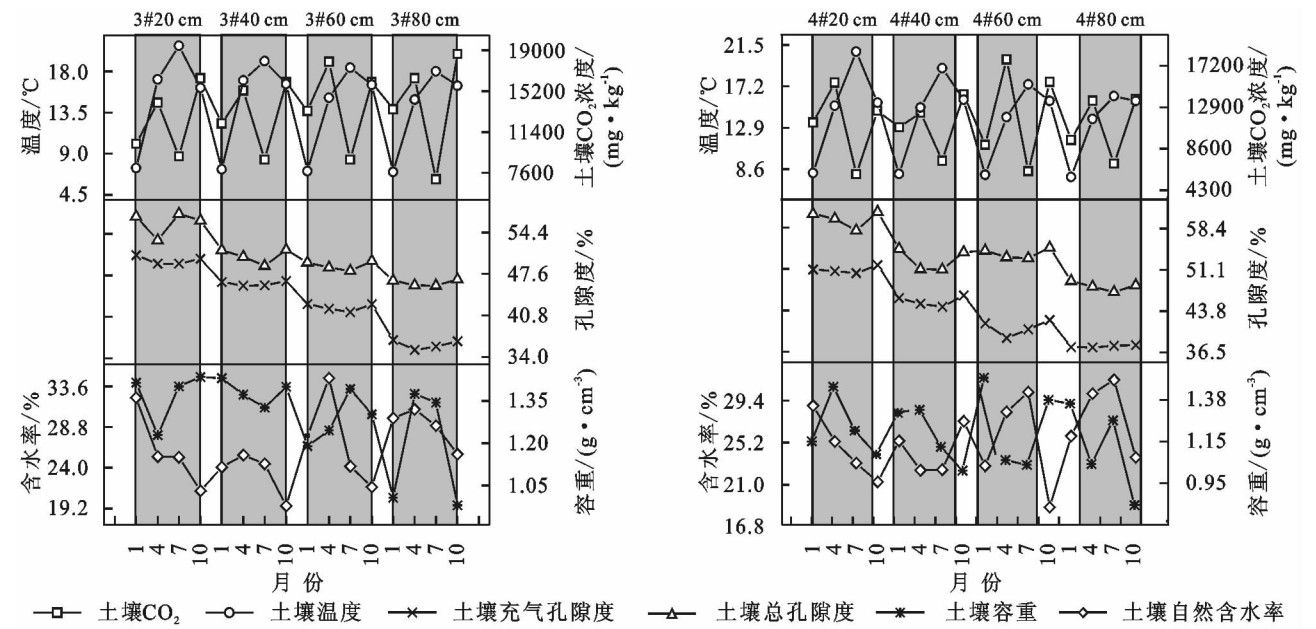 3#20 cm 3#40 cm 3#60 cm 3#80 cm
温度/℃
18.0
13.5
9.0
4.5
19000
15200
11400
7600
土壤CO₂浓度/
(mg·kg⁻¹)
54.4
47.6
40.8
34.0
孔隙度/%
含水率/%
33.6
28.8
24.0
19.2
1.35
1.20
1.05
容重/(g·cm⁻³)
1 4 7 10 1 4 7 10 1 4 7 10 1 4 7 10
月份
4#20 cm 4#40 cm 4#60 cm 4#80 cm
温度/℃
21.5
17.2
12.9
8.6
17200
12900
8600
4300
土壤CO₂浓度/
(mg·kg⁻¹)
58.4
51.1
43.8
36.5
孔隙度/%
含水率/%
29.4
25.2
21.0
16.8
1.38
1.15
0.95
容重/(g·cm⁻³)
1 4 7 10 1 4 7 10 1 4 7 10 1 4 7 10
月份
土壤CO₂ 土壤温度 土壤充气孔隙度 土壤总孔隙度 土壤容重 土壤自然含水率